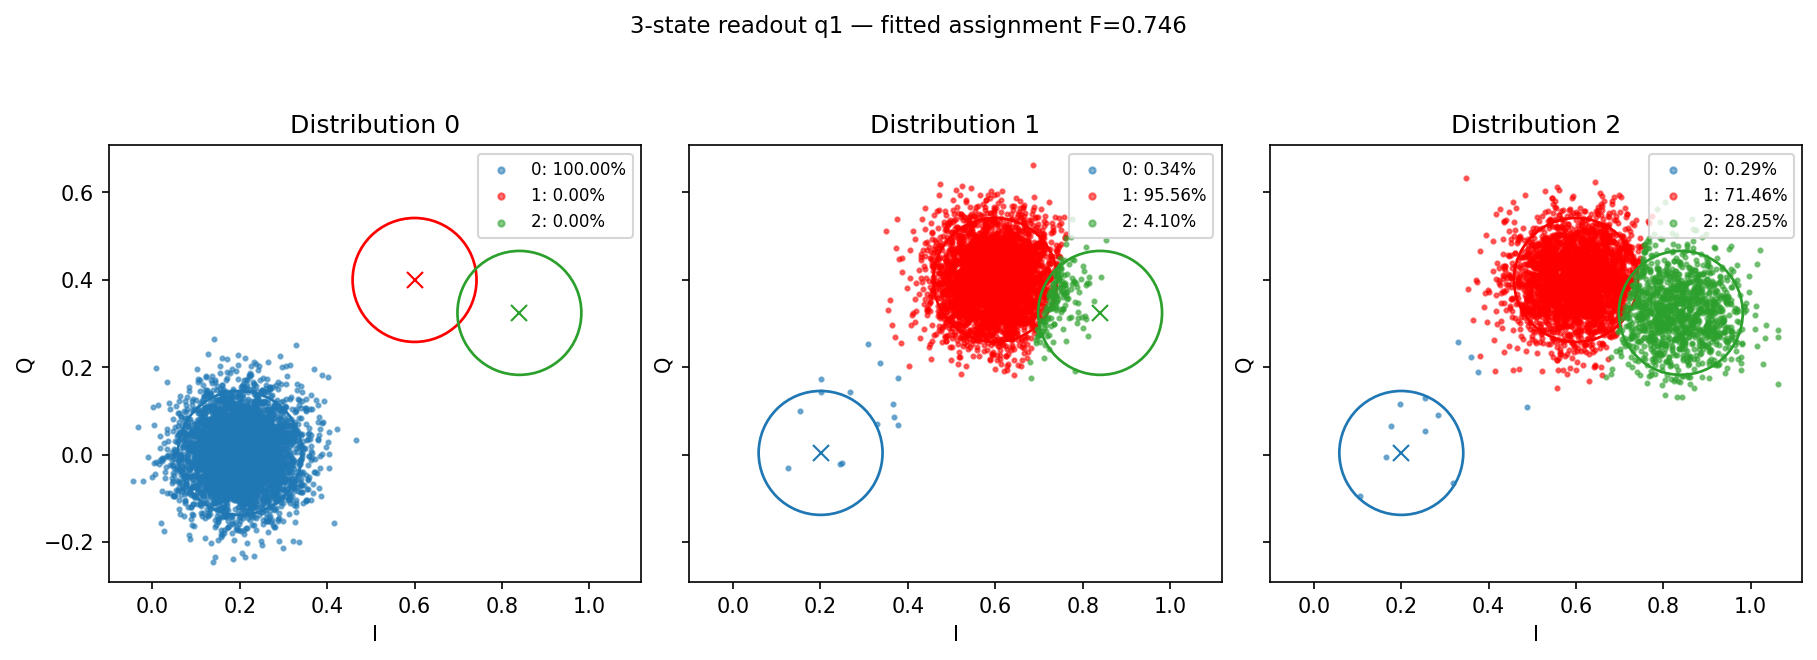 3-state readout q1 — fitted assignment F=0.746
Distribution 0
Distribution 1
Distribution 2
0: 100.00%
1: 0.00%
2: 0.00%
0: 0.34%
1: 95.56%
2: 4.10%
0: 0.29%
1: 71.46%
2: 28.25%
Q
0.6
0.4
0.2
0.0
−0.2
Q
Q
0.0 0.2 0.4 0.6 0.8 1.0
0.0 0.2 0.4 0.6 0.8 1.0
0.0 0.2 0.4 0.6 0.8 1.0
I
I
I